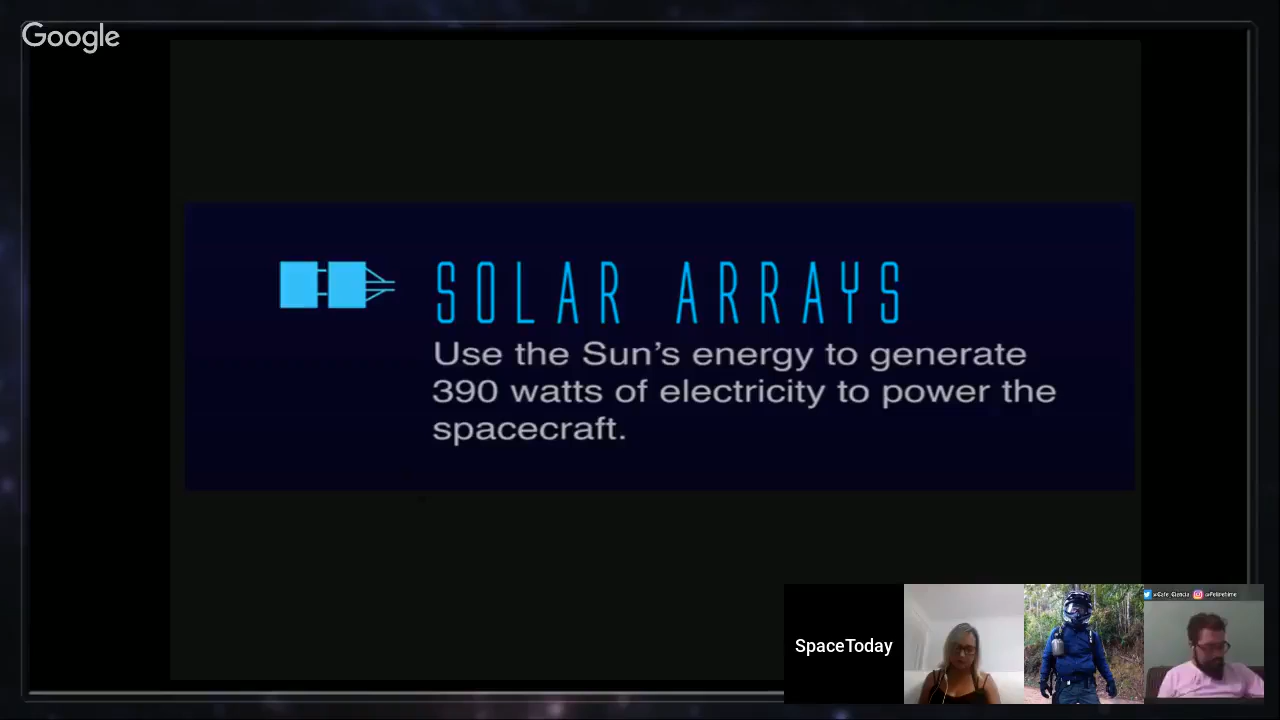 Google
SOLAR ARRAYS
Use the Sun's energy to generate
390 watts of electricity to power the
spacecraft.
SpaceToday